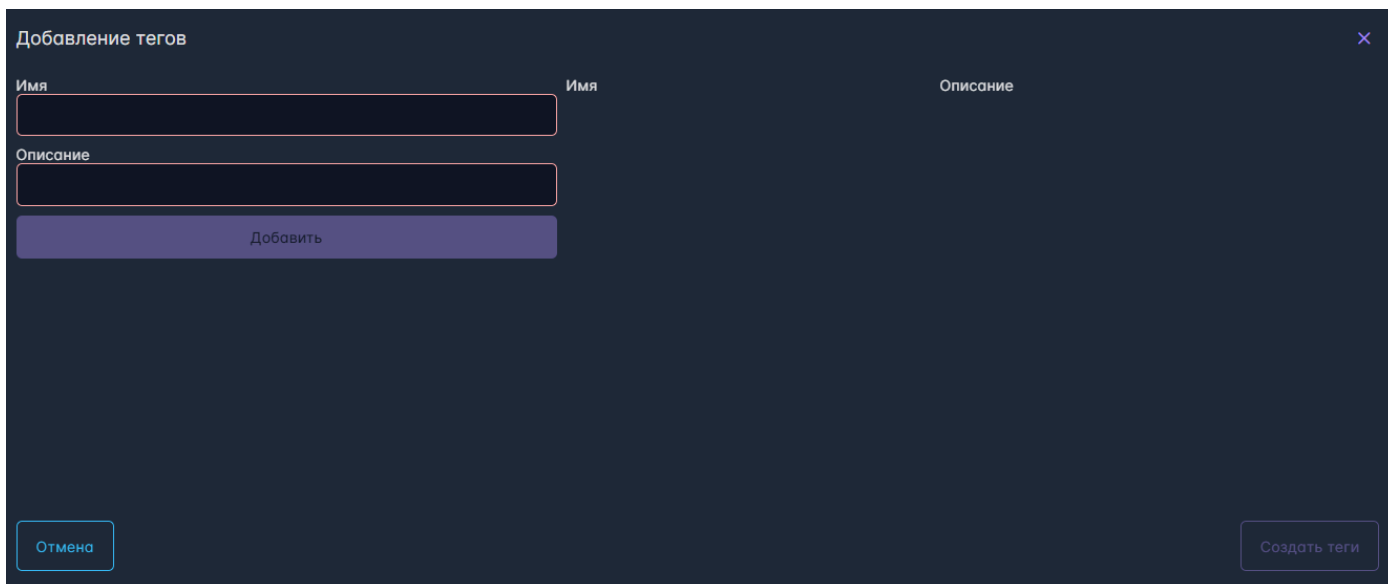 Добавление тегов
Имя
Имя
Описание
Описание
Добавить
Отмена
Создать теги